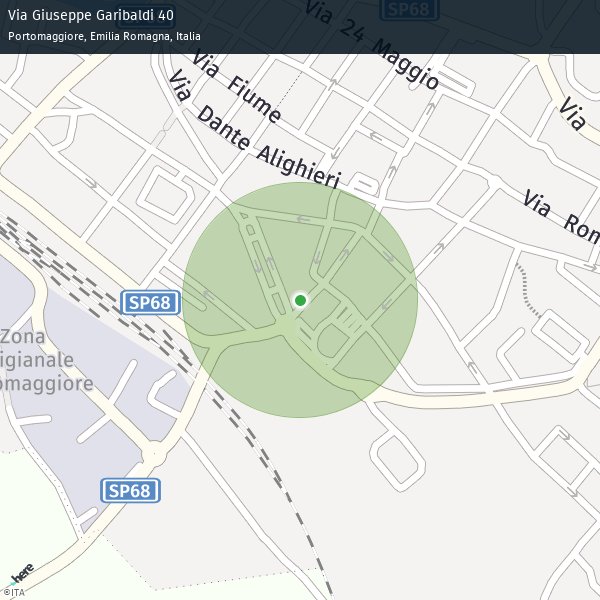 Via Giuseppe Garibaldi 40
Portomaggiore, Emilia Romagna, Italia
SP68
Via 24 Maggio
Via Fiume
Via Dante Alighieri
Via
Via Rom
SP68
Zona
igianale
omaggiore
SP68
here
©ITA